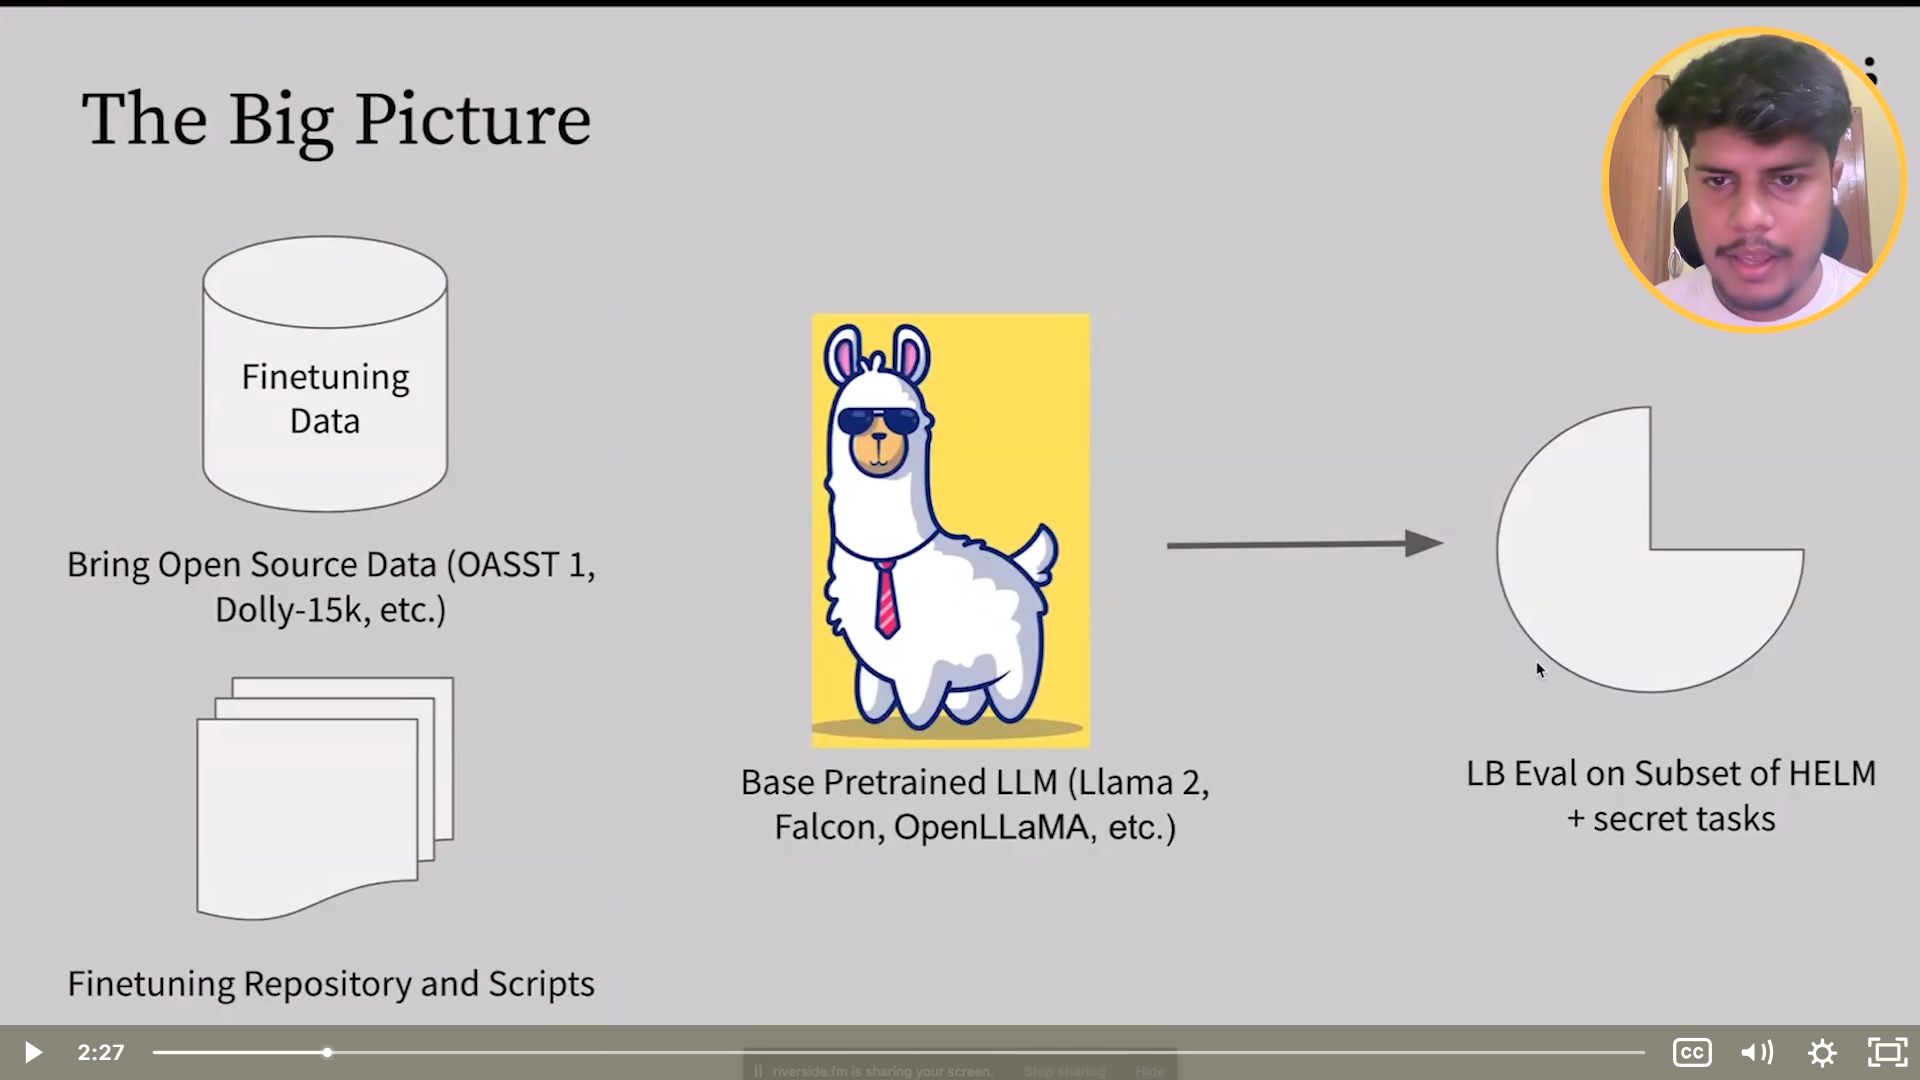 The Big Picture
Finetuning
Data
Bring Open Source Data (OASST 1,
Dolly-15k, etc.)
Finetuning Repository and Scripts
Base Pretrained LLM (Llama 2,
Falcon, OpenLLaMA, etc.)
LB Eval on Subset of HELM
+ secret tasks
2:27
riverside.fm is sharing your screen.
Stop sharing
Hide
CC